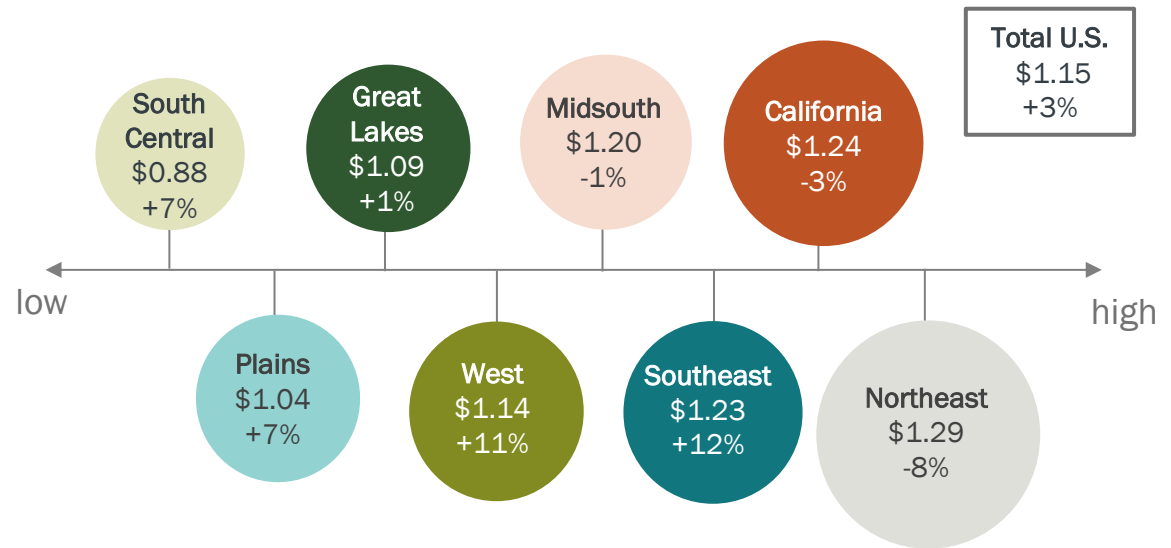 South
Central
$0.88
+7%
Great
Lakes
$1.09
+1%
Midsouth
$1.20
-1%
California
$1.24
-3%
Total U.S.
$1.15
+3%
low
high
Plains
$1.04
+7%
West
$1.14
+11%
Southeast
$1.23
+12%
Northeast
$1.29
-8%